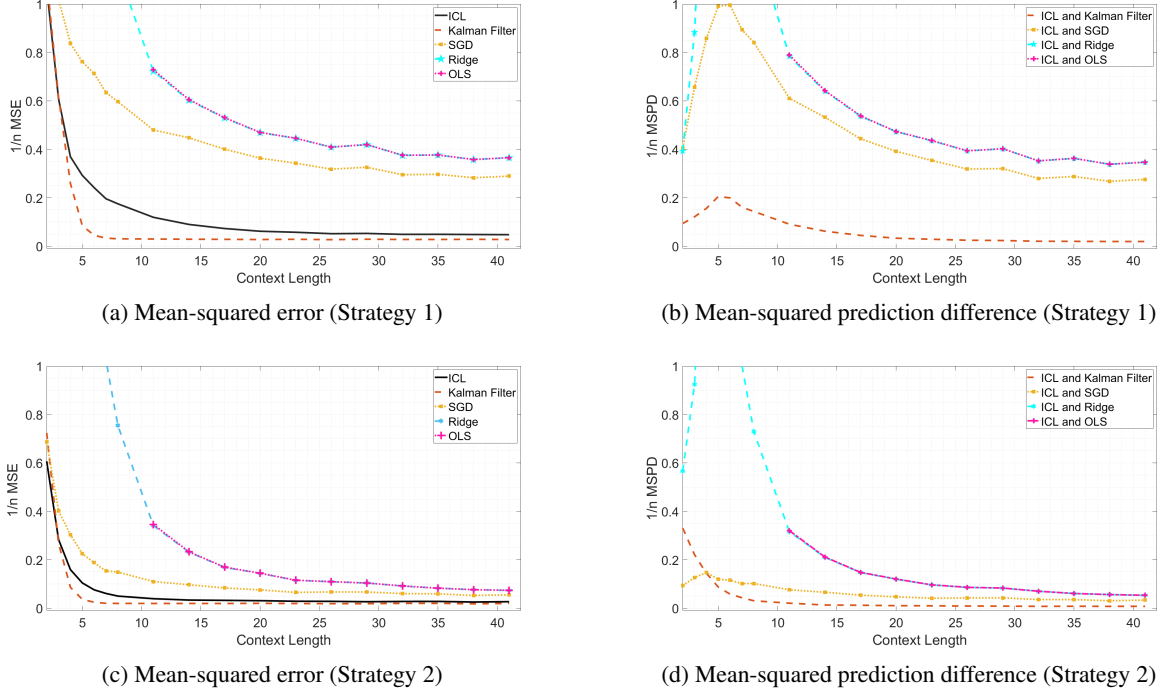 1
0.8
0.6
0.4
0.2
0
1/n MSE
5 10 15 20 25 30 35 40
Context Length
ICL
Kalman Filter
SGD
Ridge
OLS
(a) Mean-squared error (Strategy 1)
1
0.8
0.6
0.4
0.2
0
1/n MSPD
5 10 15 20 25 30 35 40
Context Length
ICL and Kalman Filter
ICL and SGD
ICL and Ridge
ICL and OLS
(b) Mean-squared prediction difference (Strategy 1)
1
0.8
0.6
0.4
0.2
0
1/n MSE
5 10 15 20 25 30 35 40
Context Length
ICL
Kalman Filter
SGD
Ridge
OLS
(c) Mean-squared error (Strategy 2)
1
0.8
0.6
0.4
0.2
0
1/n MSPD
5 10 15 20 25 30 35 40
Context Length
ICL and Kalman Filter
ICL and SGD
ICL and Ridge
ICL and OLS
(d) Mean-squared prediction difference (Strategy 2)